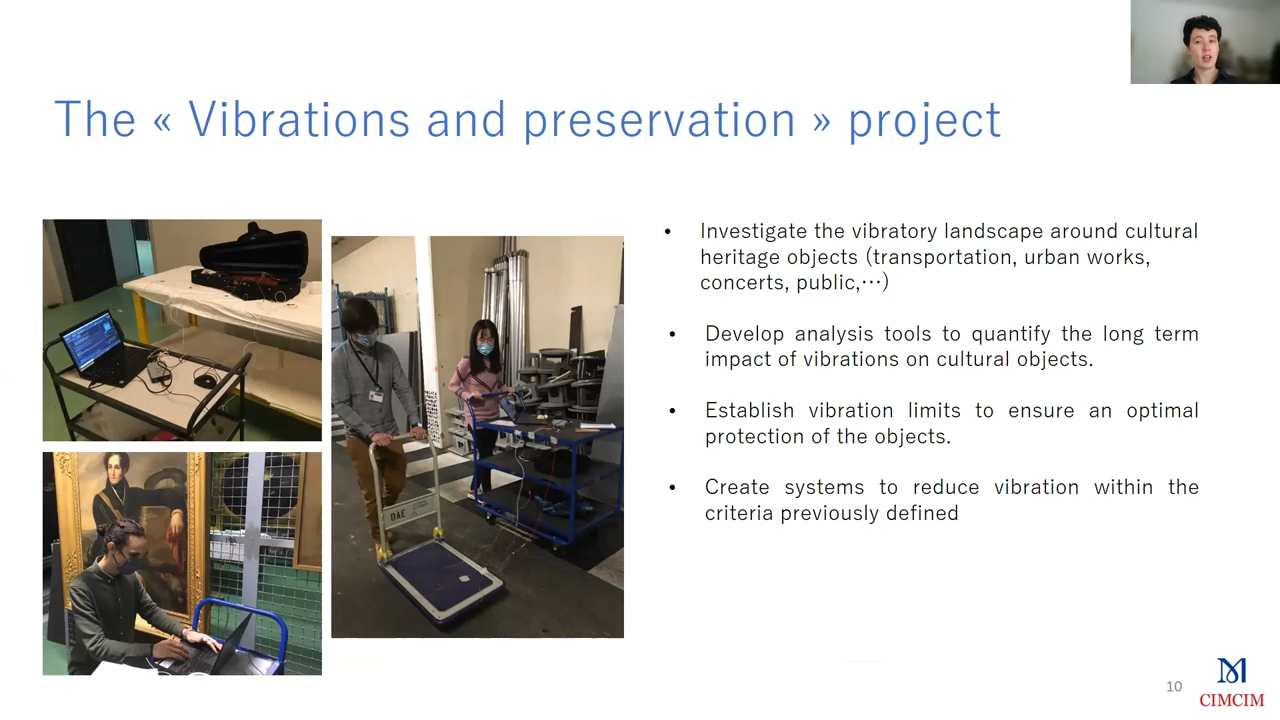 The « Vibrations and preservation » project
• Investigate the vibratory landscape around cultural
heritage objects (transportation, urban works,
concerts, public,…)
• Develop analysis tools to quantify the long term
impact of vibrations on cultural objects.
• Establish vibration limits to ensure an optimal
protection of the objects.
• Create systems to reduce vibration within the
criteria previously defined
DAE
10
CIMCIM